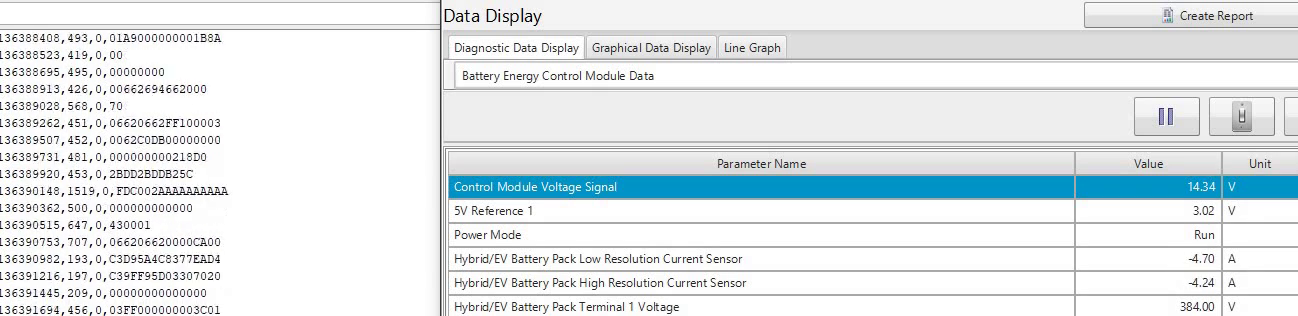 136388408,493,0,01A9000000001B8A
136388523,419,0,00
136388695,495,0,00000000
136388913,426,0,00662694662000
136389028,568,0,70
136389262,451,0,06620662FF100003
136389507,452,0,0062C0DB00000000
136389731,481,0,000000000218D0
136389920,453,0,2BDD2BDDB25C
136390148,1519,0,FDC002AAAAAAAAAA
136390362,500,0,000000000000
136390515,647,0,430001
136390753,707,0,066206620000CA00
136390982,193,0,C3D95A4C8377EAD4
136391216,197,0,C39FF95D03307020
136391445,209,0,00000000000000
136391694,456,0,03FF000000003C01
Data Display
Create Report
Diagnostic Data Display Graphical Data Display Line Graph
Battery Energy Control Module Data
Parameter Name Value Unit
Control Module Voltage Signal 14.34 V
5V Reference 1 3.02 V
Power Mode Run
Hybrid/EV Battery Pack Low Resolution Current Sensor -4.70 A
Hybrid/EV Battery Pack High Resolution Current Sensor -4.24 A
Hybrid/EV Battery Pack Terminal 1 Voltage 384.00 V